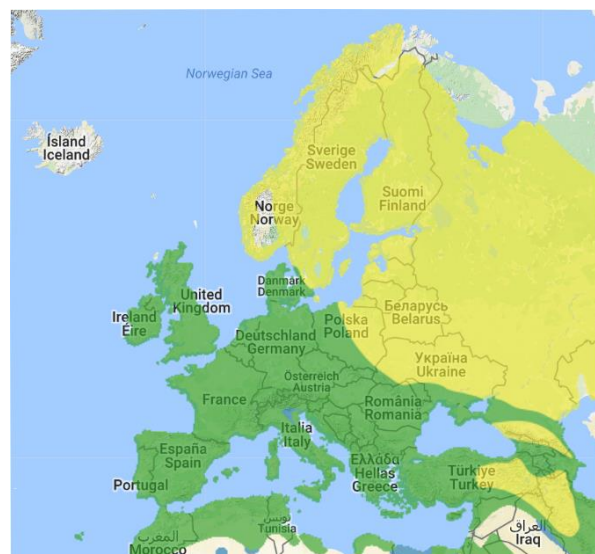 Norwegian Sea
Ísland
Iceland
Sverige
Sweden
Suomi
Finland
Norge
Norway
Danmark
Denmark
United
Kingdom
Ireland
Éire
Беларусь
Belarus
Polska
Poland
Deutschland
Germany
Україна
Ukraine
Österreich
Austria
France
România
Romania
Italia
Italy
España
Spain
Ελλάδα
Hellas
Greece
Türkiye
Turkey
Portugal
تونس
Tunisia
العراق
Iraq
المغرب
Morocco